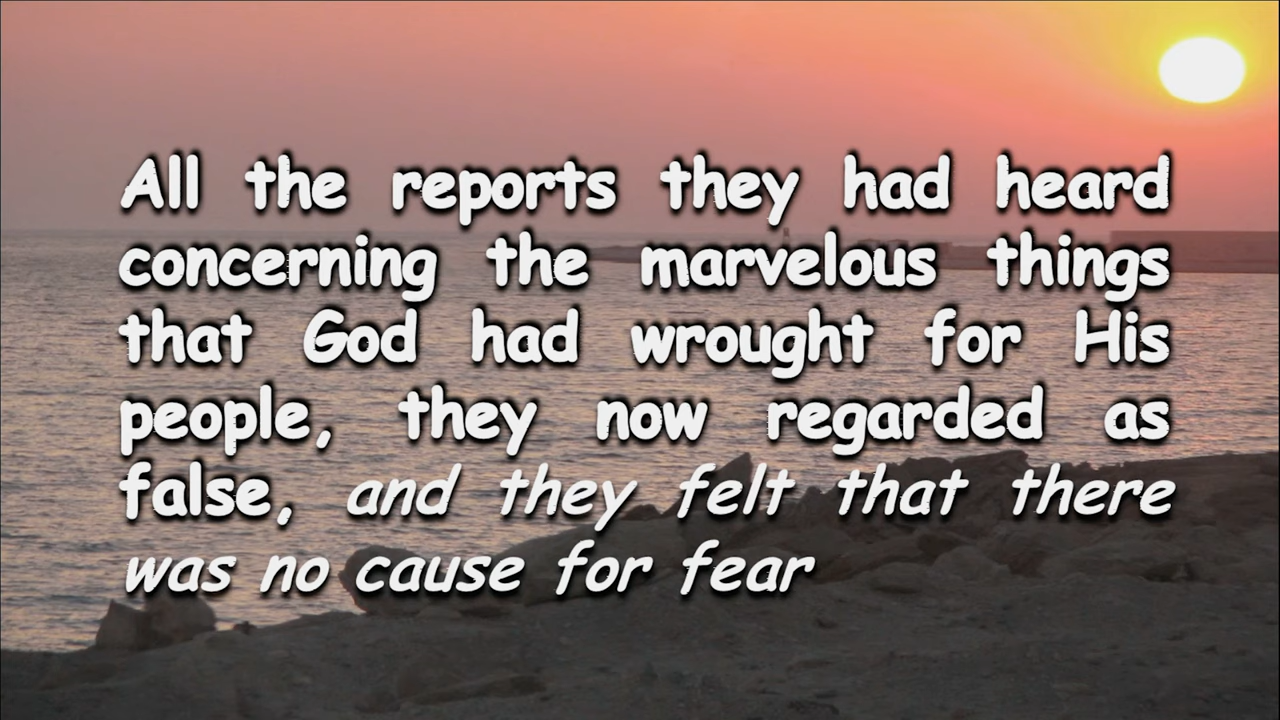 All the reports they had heard
concerning the marvelous things
that God had wrought for His
people, they now regarded as
false, and they felt that there
was no cause for fear